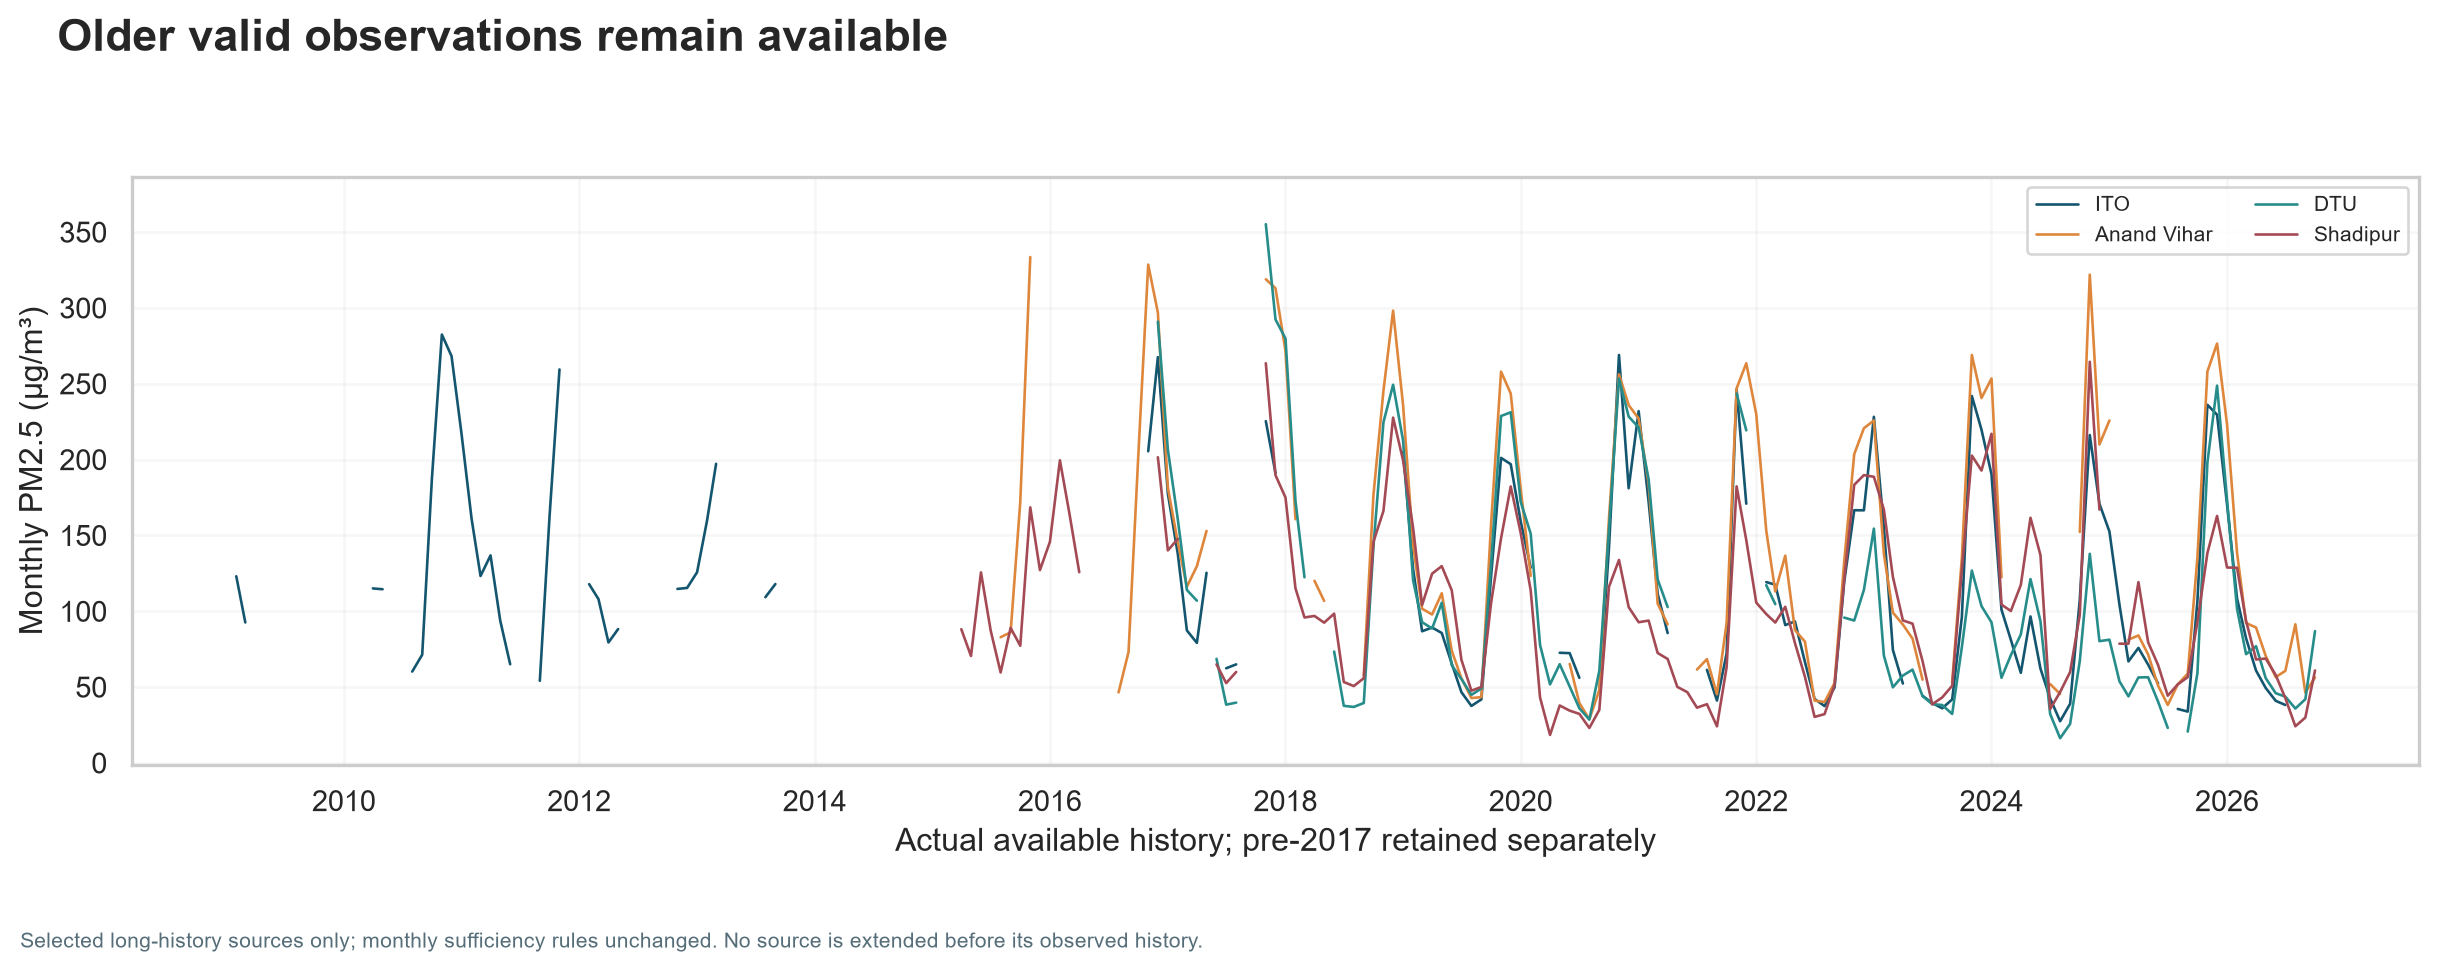 Older valid observations remain available
ITO
DTU
Anand Vihar
Shadipur
Monthly PM2.5 (µg/m³)
350
300
250
200
150
100
50
0
2010 2012 2014 2016 2018 2020 2022 2024 2026
Actual available history; pre-2017 retained separately
Selected long-history sources only; monthly sufficiency rules unchanged. No source is extended before its observed history.